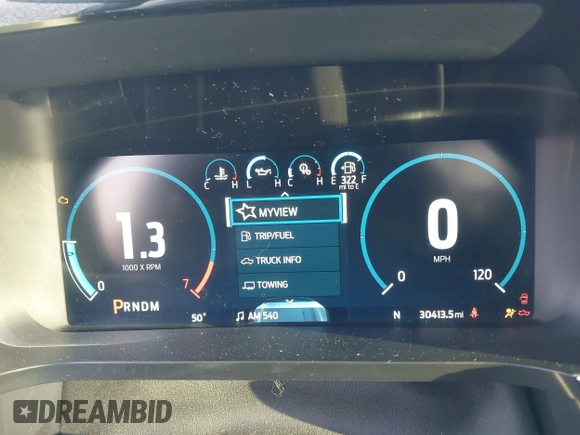 C H L H C H E 322 F
mi to E
MYVIEW
TRIP/FUEL
TRUCK INFO
TOWING
1.3
1000 X RPM
0 7
PRNDM
50°
AM 540
0
MPH
0 120
N 30413.5 mi
DREAMBID